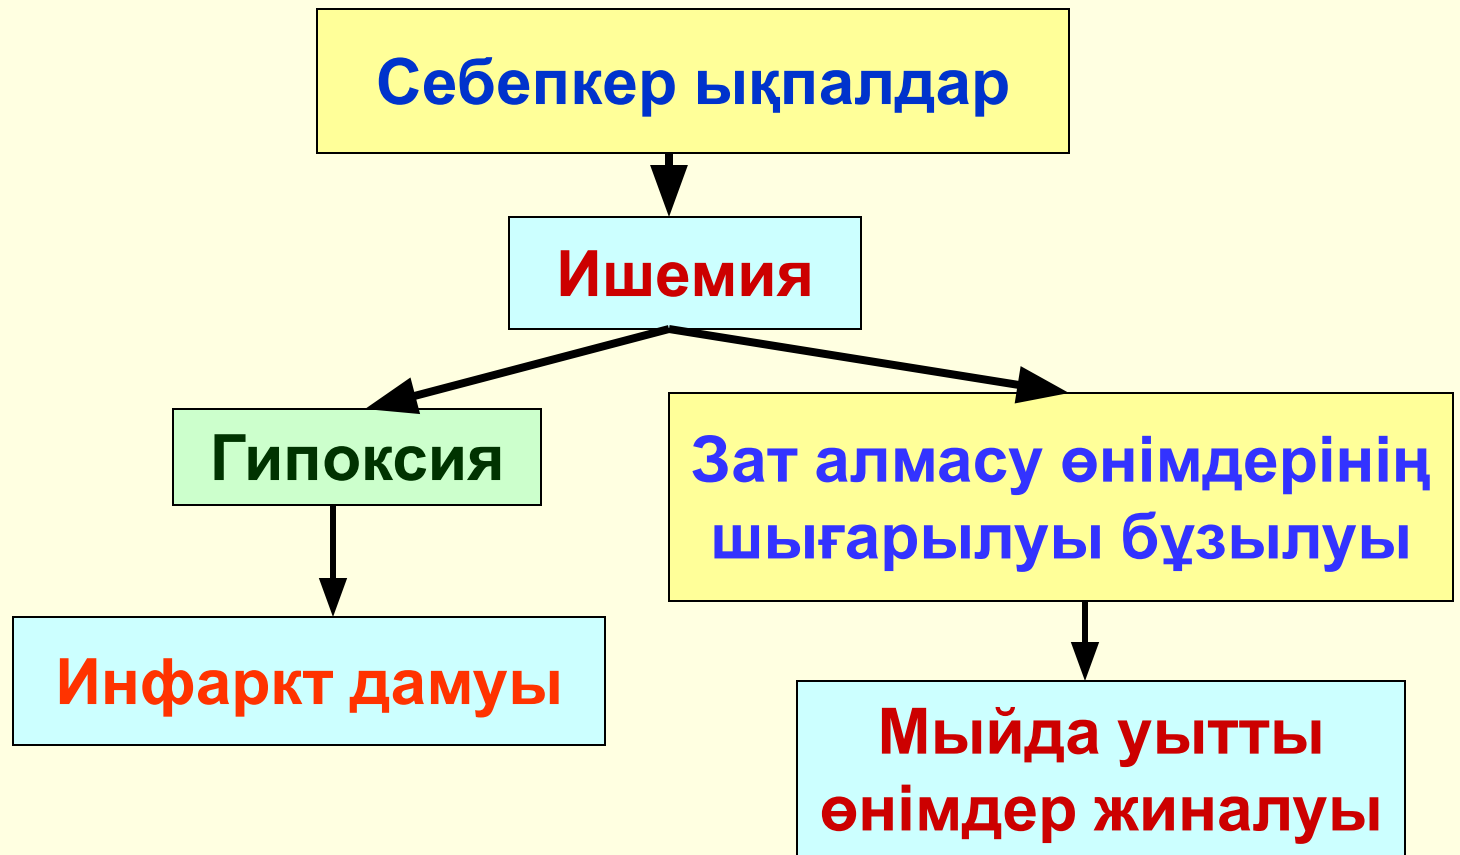 Себепкер ықпалдар
Ишемия
Гипоксия
Зат алмасу өнімдерінің
шығарылуы бұзылуы
Инфаркт дамуы
Мыйда уытты
өнімдер жиналуы